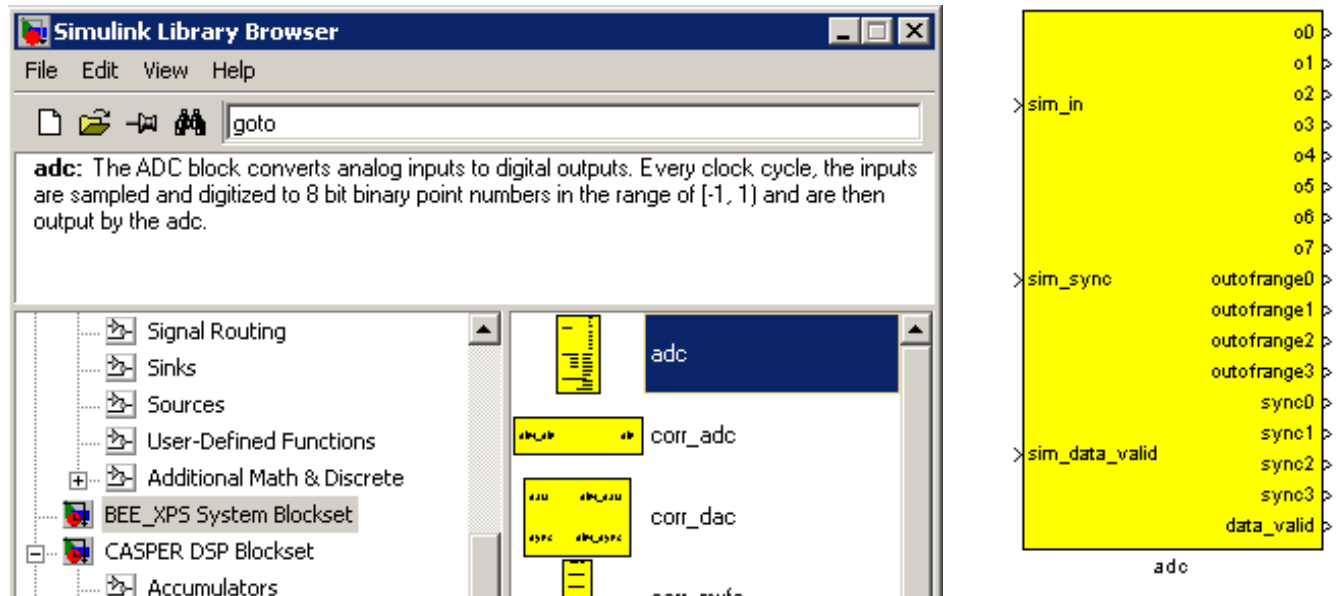 Simulink Library Browser
File Edit View Help
goto
adc: The ADC block converts analog inputs to digital outputs. Every clock cycle, the inputs
are sampled and digitized to 8 bit binary point numbers in the range of [-1, 1) and are then
output by the adc.
Signal Routing
Sinks
Sources
User-Defined Functions
Additional Math & Discrete
BEE_XPS System Blockset
CASPER DSP Blockset
Accumulators
adc
corr_adc
corr_dac
sim_in
sim_sync
sim_data_valid
o0
o1
o2
o3
o4
o5
o6
o7
outofrange0
outofrange1
outofrange2
outofrange3
sync0
sync1
sync2
sync3
data_valid
adc